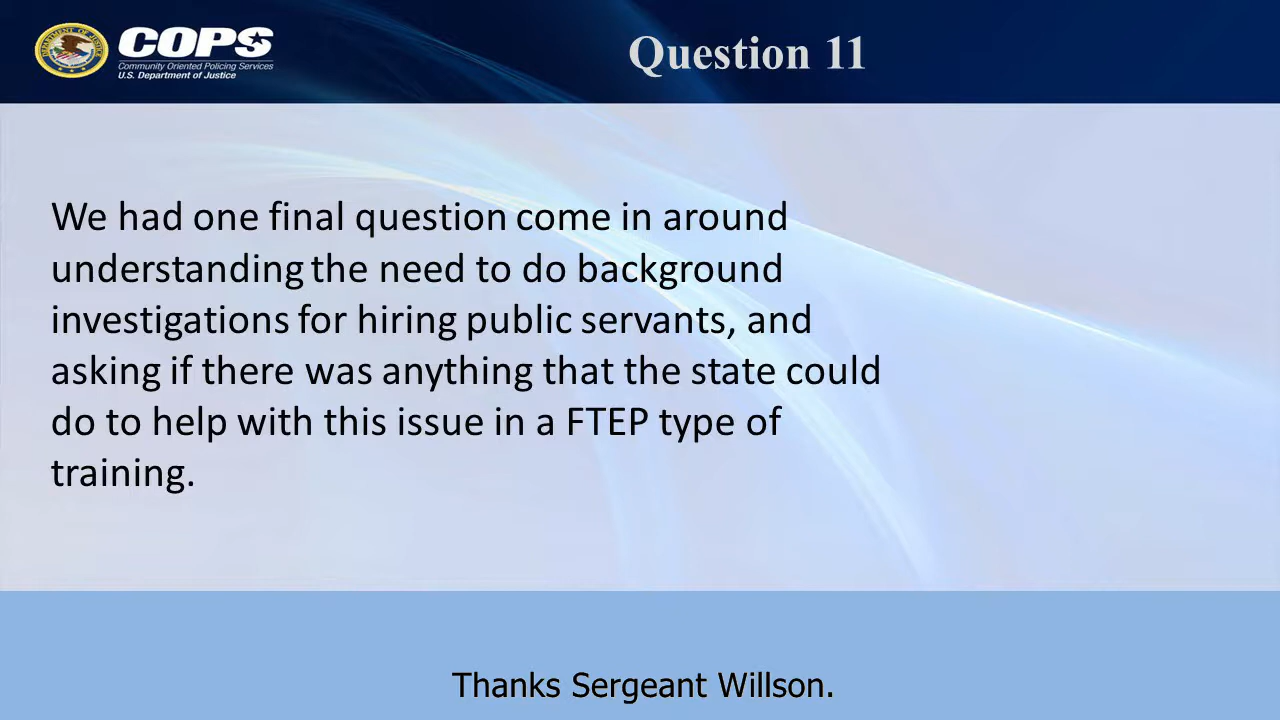 COPS
Community Oriented Policing Services
U.S. Department of Justice
Question 11
We had one final question come in around
understanding the need to do background
investigations for hiring public servants, and
asking if there was anything that the state could
do to help with this issue in a FTEP type of
training.
Thanks Sergeant Willson.